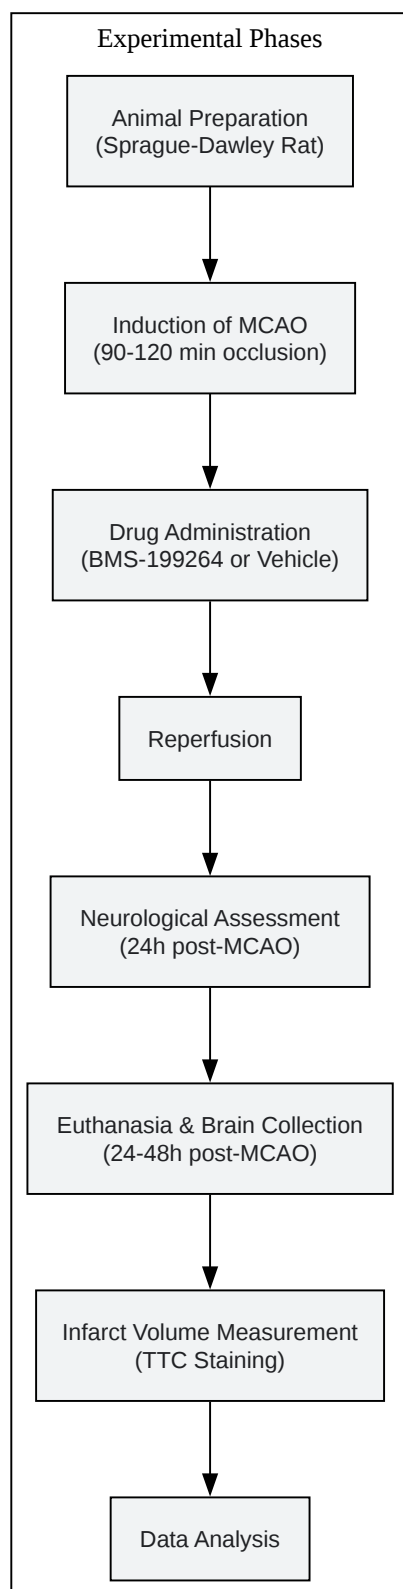 Experimental Phases
Animal Preparation
(Sprague-Dawley Rat)
Induction of MCAO
(90-120 min occlusion)
Drug Administration
(BMS-199264 or Vehicle)
Reperfusion
Neurological Assessment
(24h post-MCAO)
Euthanasia & Brain Collection
(24-48h post-MCAO)
Infarct Volume Measurement
(TTC Staining)
Data Analysis